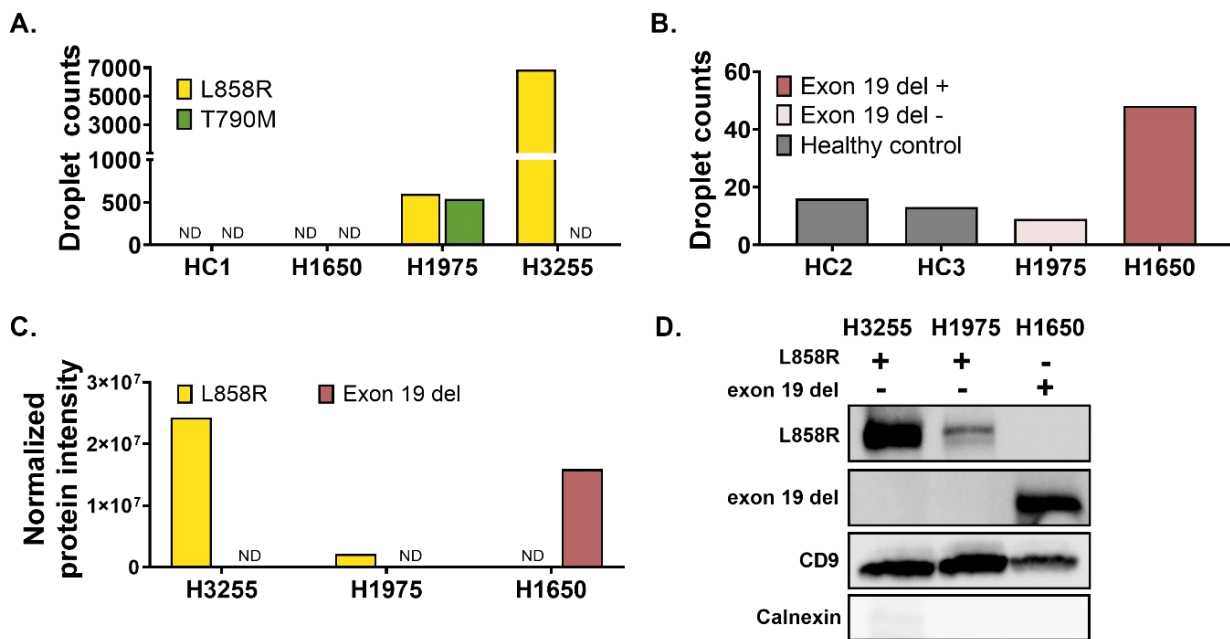 A.
Droplet counts
7000
5000
3000
1000
500
0
L858R
T790M
ND ND ND ND ND
HC1 H1650 H1975 H3255
B.
Droplet counts
60
40
20
0
Exon 19 del +
Exon 19 del -
Healthy control
HC2 HC3 H1975 H1650
C.
Normalized
protein intensity
3×10⁷
2×10⁷
1×10⁷
0
L858R Exon 19 del
ND ND ND
H3255 H1975 H1650
D.
H3255 H1975 H1650
L858R + + -
exon 19 del - - +
L858R
exon 19 del
CD9
Calnexin